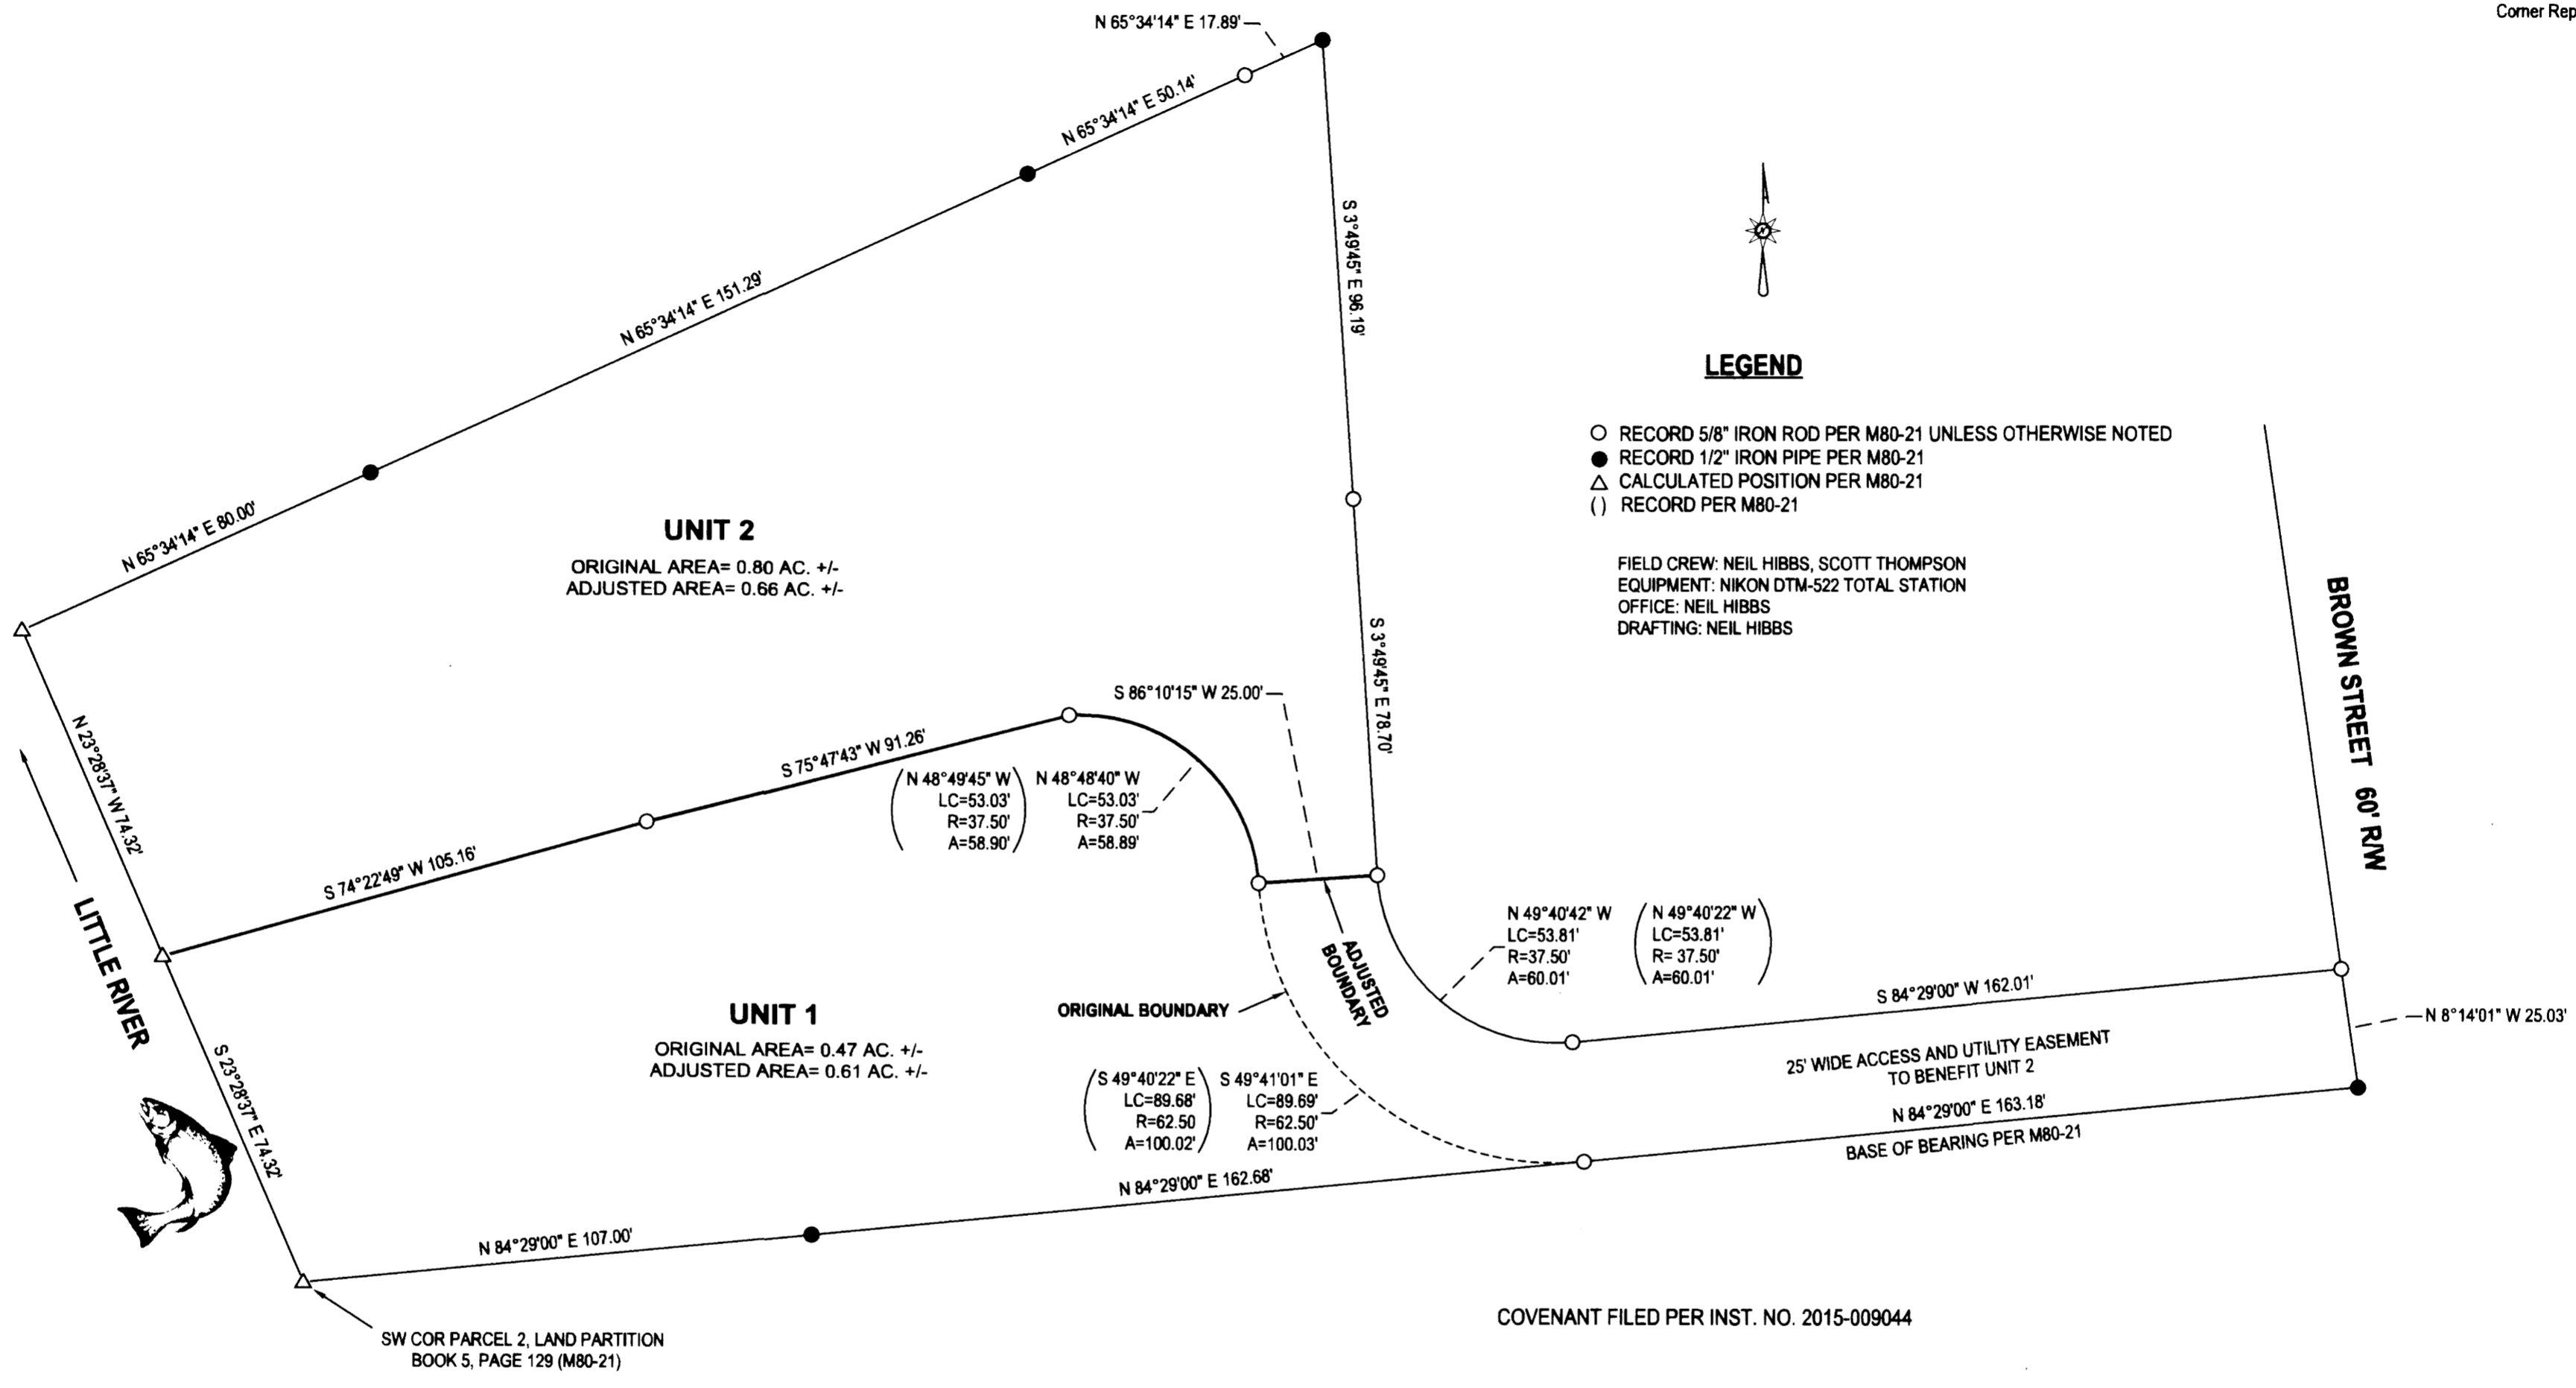 Corner Rep
N 65°34'14" E 17.89'
N 65°34'14" E 50.14'
N 65°34'14" E 151.29'
N 65°34'14" E 80.00'
S 3°49'45" E 96.19'
S 3°49'45" E 78.70'
LEGEND
RECORD 5/8" IRON ROD PER M80-21 UNLESS OTHERWISE NOTED
RECORD 1/2" IRON PIPE PER M80-21
CALCULATED POSITION PER M80-21
( ) RECORD PER M80-21
FIELD CREW: NEIL HIBBS, SCOTT THOMPSON
EQUIPMENT: NIKON DTM-522 TOTAL STATION
OFFICE: NEIL HIBBS
DRAFTING: NEIL HIBBS
BROWN STREET 60' R/W
UNIT 2
ORIGINAL AREA= 0.80 AC. +/-
ADJUSTED AREA= 0.66 AC. +/-
N 23°28'37" W 74.32'
S 86°10'15" W 25.00'
S 75°47'43" W 91.26'
S 74°22'49" W 105.16'
(N 48°49'45" W
LC=53.03'
R=37.50'
A=58.90')
N 48°48'40" W
LC=53.03'
R=37.50'
A=58.89'
LITTLE RIVER
S 23°28'37" E 74.32'
UNIT 1
ORIGINAL AREA= 0.47 AC. +/-
ADJUSTED AREA= 0.61 AC. +/-
ORIGINAL BOUNDARY
ADJUSTED
BOUNDARY
N 49°40'42" W
LC=53.81'
R=37.50'
A=60.01'
(N 49°40'22" W
LC=53.81'
R= 37.50'
A=60.01')
(S 49°40'22" E
LC=89.68'
R=62.50
A=100.02')
S 49°41'01" E
LC=89.69'
R=62.50'
A=100.03'
S 84°29'00" W 162.01'
N 8°14'01" W 25.03'
25' WIDE ACCESS AND UTILITY EASEMENT
TO BENEFIT UNIT 2
N 84°29'00" E 163.18'
BASE OF BEARING PER M80-21
N 84°29'00" E 162.68'
N 84°29'00" E 107.00'
SW COR PARCEL 2, LAND PARTITION
BOOK 5, PAGE 129 (M80-21)
COVENANT FILED PER INST. NO. 2015-009044